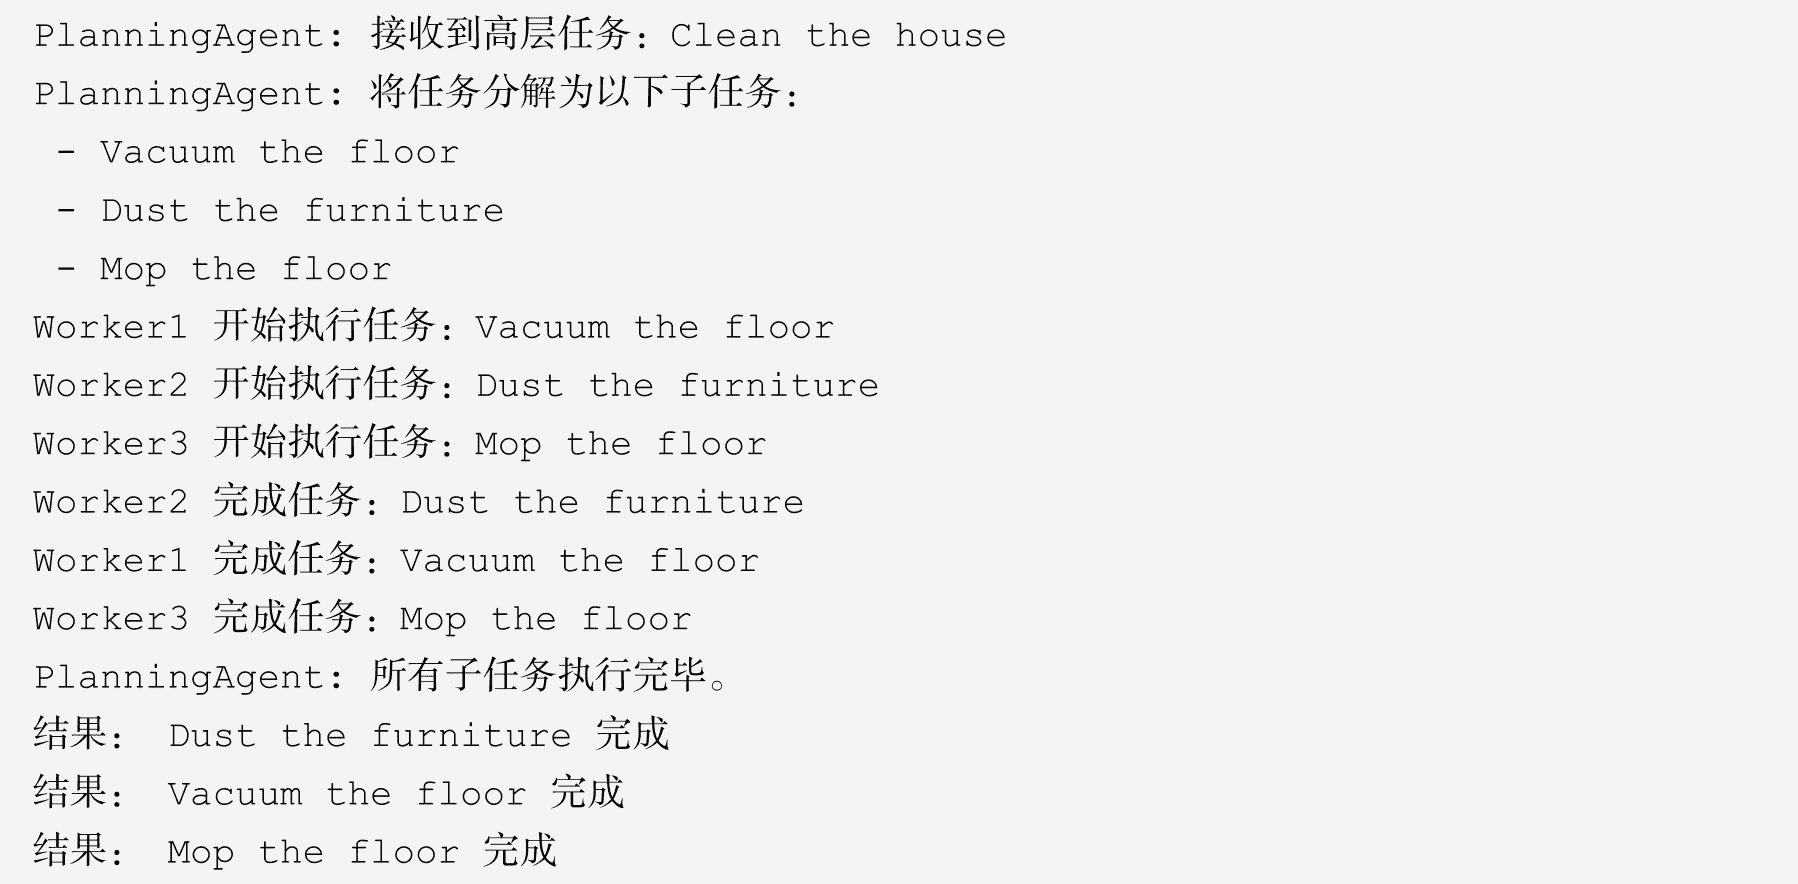 PlanningAgent: 接收到高层任务：Clean the house
PlanningAgent: 将任务分解为以下子任务：
- Vacuum the floor
- Dust the furniture
- Mop the floor
Worker1 开始执行任务：Vacuum the floor
Worker2 开始执行任务：Dust the furniture
Worker3 开始执行任务：Mop the floor
Worker2 完成任务：Dust the furniture
Worker1 完成任务：Vacuum the floor
Worker3 完成任务：Mop the floor
PlanningAgent: 所有子任务执行完毕。
结果： Dust the furniture 完成
结果： Vacuum the floor 完成
结果： Mop the floor 完成